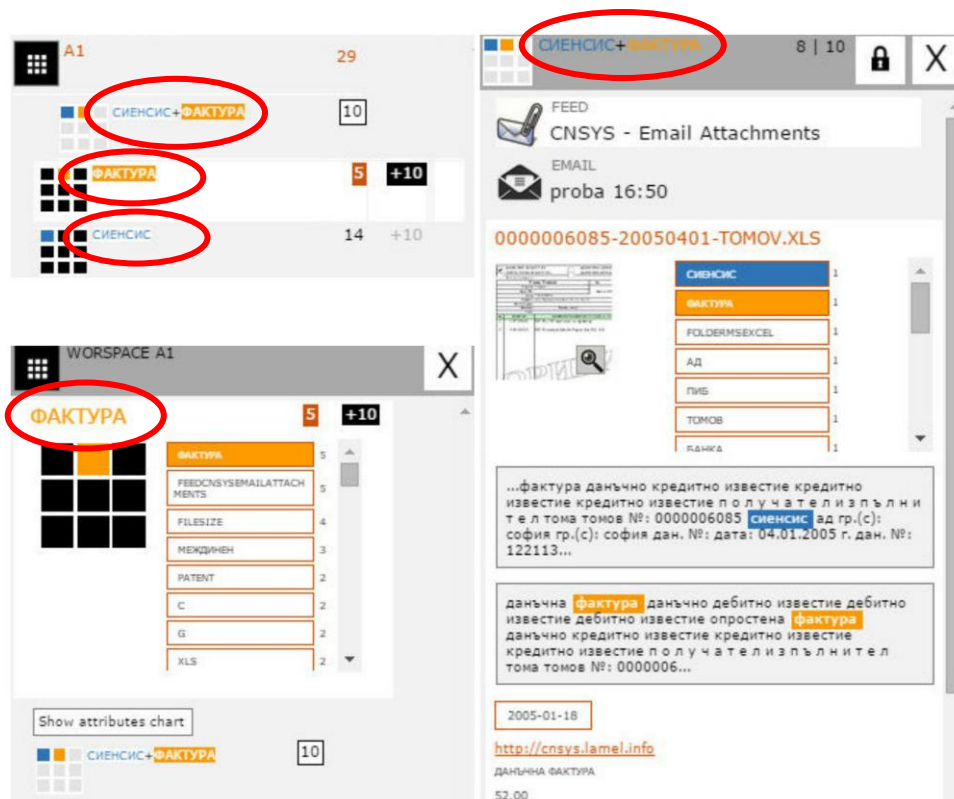 A1
29
СИЕНСИС+ФАКТУРА
10
ФАКТУРА
5
+10
СИЕНСИС
14
+10
WORSPACE A1
X
ФАКТУРА
5
+10
ФАКТУРА
5
FEEDCNSYSEMAILATTACH
MENTS
5
FILESIZE
4
МЕЖДИНЕН
3
PATENT
2
C
2
G
2
XLS
2
Show attributes chart
СИЕНСИС+ФАКТУРА
10
СИЕНСИС+ФАКТУРА
8 | 10
X
FEED
CNSYS - Email Attachments
EMAIL
proba 16:50
0000006085-20050401-TOMOV.XLS
СИЕНСИС
1
ФАКТУРА
1
FOLDERMSEXCEL
1
АД
1
ПИБ
1
ТОМОВ
1
БАНКА
1
...фактура данъчно кредитно известие кредитно
известие кредитно известие п о л у ч а т е л и з п ъ л н и
т е л тома томов №: 0000006085 сиенсис ад гр.(с):
софия гр.(с): софия дан. №: дата: 04.01.2005 г. дан. №:
122113...
данъчна фактура данъчно дебитно известие дебитно
известие дебитно известие опростена фактура
данъчно кредитно известие кредитно известие
кредитно известие п о л у ч а т е л и з п ъ л н и т е л
тома томов №: 0000006...
2005-01-18
http://cnsys.lamel.info
ДАНЪЧНА ФАКТУРА
52.00